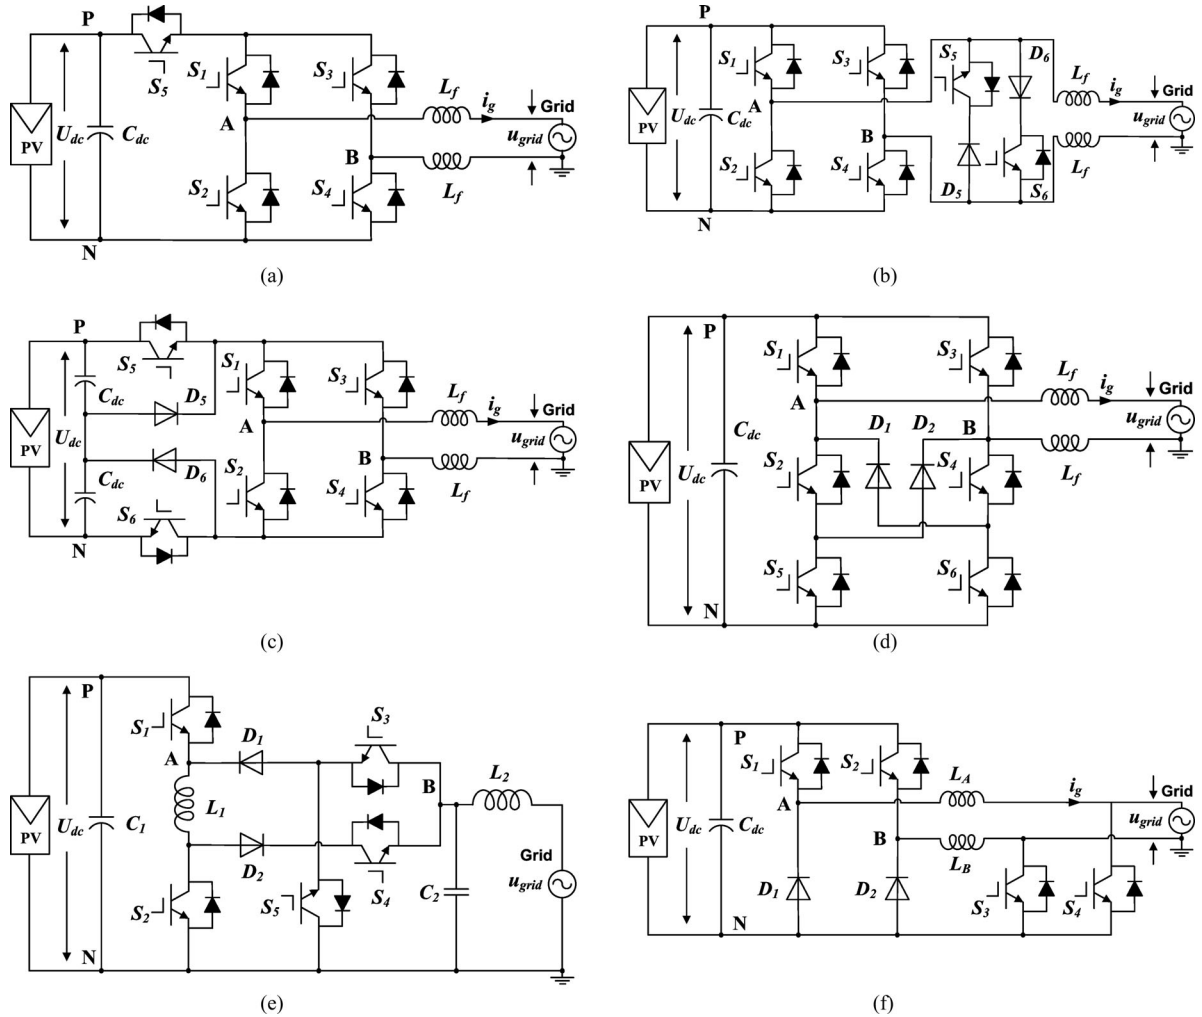 P
S5
PV
Udc
Cdc
S1
S3
A
Lf
ig
Grid
ugrid
B
Lf
S2
S4
N
(a)
P
PV
Udc
Cdc
S1
S3
A
B
S2
S4
S5
D6
D5
S6
Lf
ig
Grid
ugrid
Lf
N
(b)
P
S5
Cdc
D5
PV
Udc
Cdc
D6
S6
N
S1
S3
A
B
S2
S4
Lf
ig
Grid
ugrid
Lf
(c)
P
PV
Udc
Cdc
S1
S3
A
D1
D2
B
S2
S4
S5
S6
Lf
ig
Grid
ugrid
Lf
N
(d)
P
PV
Udc
C1
S1
A
D1
S3
L1
B
L2
D2
S4
S2
S5
C2
Grid
ugrid
N
(e)
P
PV
Udc
Cdc
S1
S2
A
LA
ig
Grid
ugrid
B
LB
D1
D2
S3
S4
N
(f)